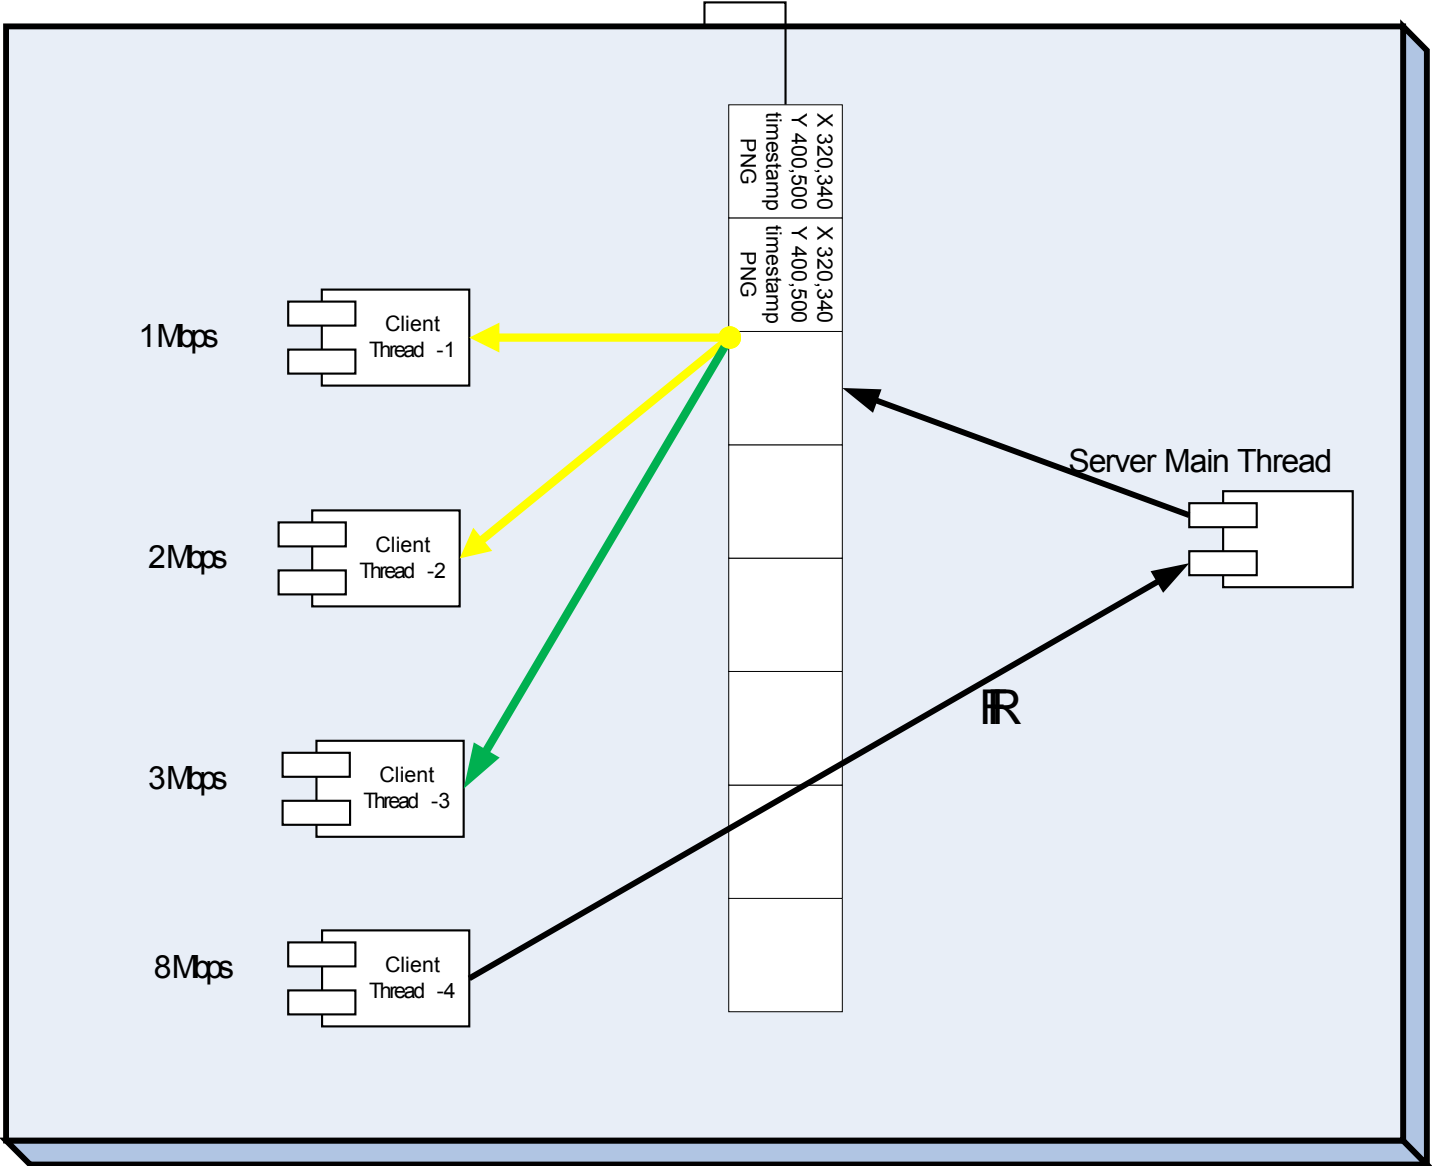 X 320,340
Y 400,500
timestamp
PNG
X 320,340
Y 400,500
timestamp
PNG
1Mbps
Client
Thread -1
Server Main Thread
2Mbps
Client
Thread -2
FIR
3Mbps
Client
Thread -3
8Mbps
Client
Thread -4